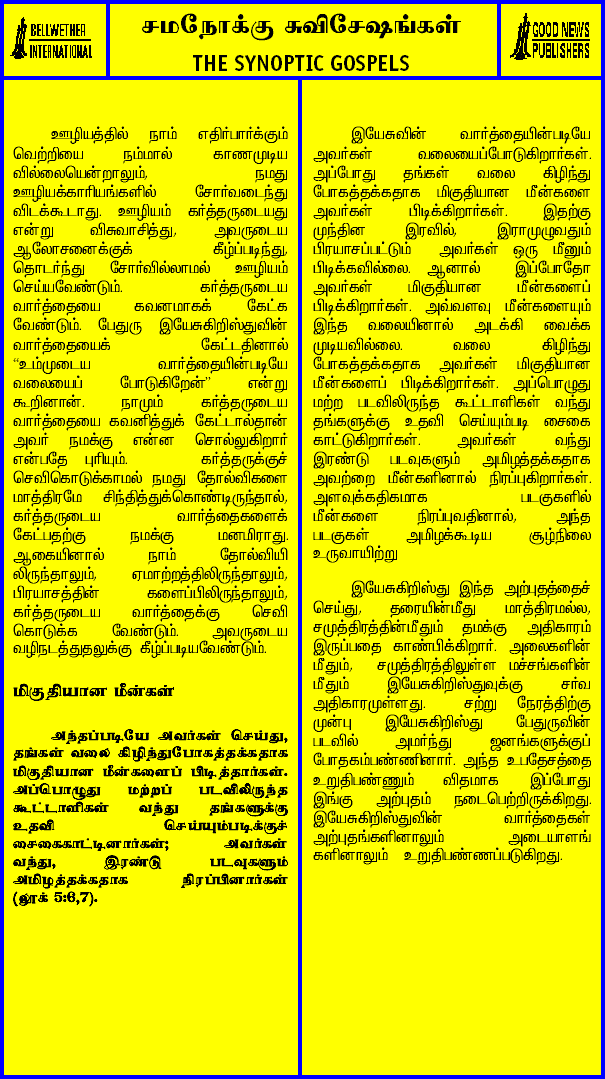 BELLWETHER
INTERNATIONAL
சமநோக்கு சுவிசேஷங்கள்
THE SYNOPTIC GOSPELS
GOOD NEWS
PUBLISHERS
ஊழியத்தில் நாம் எதிர்பார்க்கும்
வெற்றியை நம்மால் காணமுடிய
வில்லையென்றாலும், நமது
ஊழியக்காரியங்களில் சோர்வடைந்து
விடக்கூடாது. ஊழியம் கர்த்தருடையது
என்று விசுவாசித்து, அவருடைய
ஆலோசனைக்குக் கீழ்ப்படிந்து,
தொடர்ந்து சோர்வில்லாமல் ஊழியம்
செய்யவேண்டும். கர்த்தருடைய
வார்த்தையை கவனமாகக் கேட்க
வேண்டும். பேதுரு இயேசுகிறிஸ்துவின்
வார்த்தையைக் கேட்டதினால்
“உம்முடைய வார்த்தையின்படியே
வலையைப் போடுகிறேன்” என்று
கூறினான். நாமும் கர்த்தருடைய
வார்த்தையை கவனித்துக் கேட்டால்தான்
அவர் நமக்கு என்ன சொல்லுகிறார்
என்பதே புரியும். கர்த்தருக்குச்
செவிகொடுக்காமல் நமது தோல்விகளை
மாத்திரமே சிந்தித்துக்கொண்டிருந்தால்,
கர்த்தருடைய வார்த்தைகளைக்
கேட்பதற்கு நமக்கு மனமிராது.
ஆகையினால் நாம் தோல்வியி
லிருந்தாலும், ஏமாற்றத்திலிருந்தாலும்,
பிரயாசத்தின் களைப்பிலிருந்தாலும்,
கர்த்தருடைய வார்த்தைக்கு செவி
கொடுக்க வேண்டும். அவருடைய
வழிநடத்துதலுக்கு கீழ்ப்படியவேண்டும்.
மிகுதியான மீன்கள்
அந்தப்படியே அவர்கள் செய்து,
தங்கள் வலை கிழிந்துபோகத்தக்கதாக
மிகுதியான மீன்களைப் பிடித்தார்கள்.
அப்பொழுது மற்றப் படவிலிருந்த
கூட்டாளிகள் வந்து தங்களுக்கு
உதவி செய்யும்படிக்குச்
சைகைகாட்டினார்கள்; அவர்கள்
வந்து, இரண்டு படவுகளும்
அமிழத்தக்கதாக நிரப்பினார்கள்
(லூக் 5:6,7).
இயேசுவின் வார்த்தையின்படியே
அவர்கள் வலையைப்போடுகிறார்கள்.
அப்போது தங்கள் வலை கிழிந்து
போகத்தக்கதாக மிகுதியான மீன்களை
அவர்கள் பிடிக்கிறார்கள். இதற்கு
முந்தின இரவில், இராமுழுவதும்
பிரயாசப்பட்டும் அவர்கள் ஒரு மீனும்
பிடிக்கவில்லை. ஆனால் இப்போதோ
அவர்கள் மிகுதியான மீன்களைப்
பிடிக்கிறார்கள். அவ்வளவு மீன்களையும்
இந்த வலையினால் அடக்கி வைக்க
முடியவில்லை. வலை கிழிந்து
போகத்தக்கதாக அவர்கள் மிகுதியான
மீன்களைப் பிடிக்கிறார்கள். அப்பொழுது
மற்ற படவிலிருந்த கூட்டாளிகள் வந்து
தங்களுக்கு உதவி செய்யும்படி சைகை
காட்டுகிறார்கள். அவர்கள் வந்து
இரண்டு படவுகளும் அமிழத்தக்கதாக
அவற்றை மீன்களினால் நிரப்புகிறார்கள்.
அளவுக்கதிகமாக படகுகளில்
மீன்களை நிரப்புவதினால், அந்த
படகுகள் அமிழக்கூடிய சூழ்நிலை
உருவாயிற்று
இயேசுகிறிஸ்து இந்த அற்புதத்தைச்
செய்து, தரையின்மீது மாத்திரமல்ல,
சமுத்திரத்தின்மீதும் தமக்கு அதிகாரம்
இருப்பதை காண்பிக்கிறார். அலைகளின்
மீதும், சமுத்திரத்திலுள்ள மச்சங்களின்
மீதும் இயேசுகிறிஸ்துவுக்கு சர்வ
அதிகாரமுள்ளது. சற்று நேரத்திற்கு
முன்பு இயேசுகிறிஸ்து பேதுருவின்
படவில் அமர்ந்து ஜனங்களுக்குப்
போதகம்பண்ணினார். அந்த உபதேசத்தை
உறுதிபண்ணும் விதமாக இப்போது
இங்கு அற்புதம் நடைபெற்றிருக்கிறது.
இயேசுகிறிஸ்துவின் வார்த்தைகள்
அற்புதங்களினாலும் அடையாளங்
களினாலும் உறுதிபண்ணப்படுகிறது.